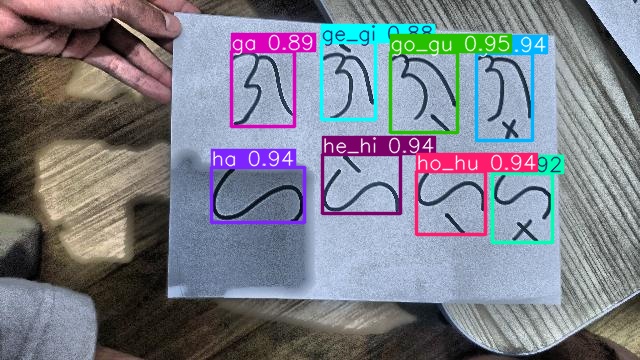 ga 0.89 ge_gi 0.88 go_gu 0.95 .94
ᜄ ᜄᜒ ᜄᜓ ᜄ᜔
ha 0.94 he_hi 0.94 ho_hu 0.94 92
ᜑ ᜑᜒ ᜑᜓ ᜑ᜔